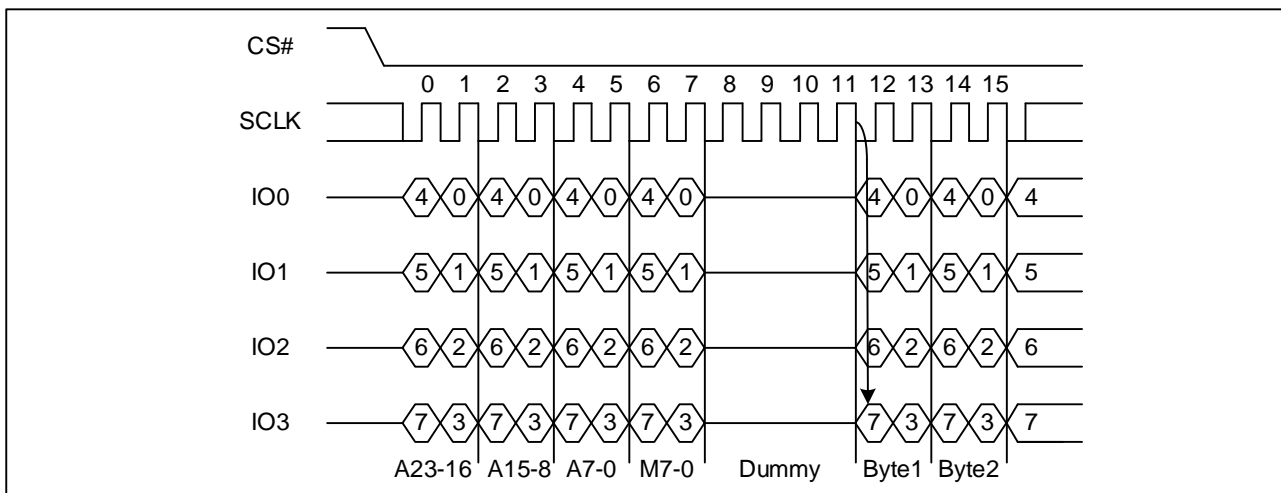 CS#
0 1 2 3 4 5 6 7 8 9 10 11 12 13 14 15
SCLK
IO0 4 0 4 0 4 0 4 0 4 0 4 0 4
IO1 5 1 5 1 5 1 5 1 5 1 5 1 5
IO2 6 2 6 2 6 2 6 2 6 2 6 2 6
IO3 7 3 7 3 7 3 7 3 7 3 7 3 7
A23-16 A15-8 A7-0 M7-0 Dummy Byte1 Byte2